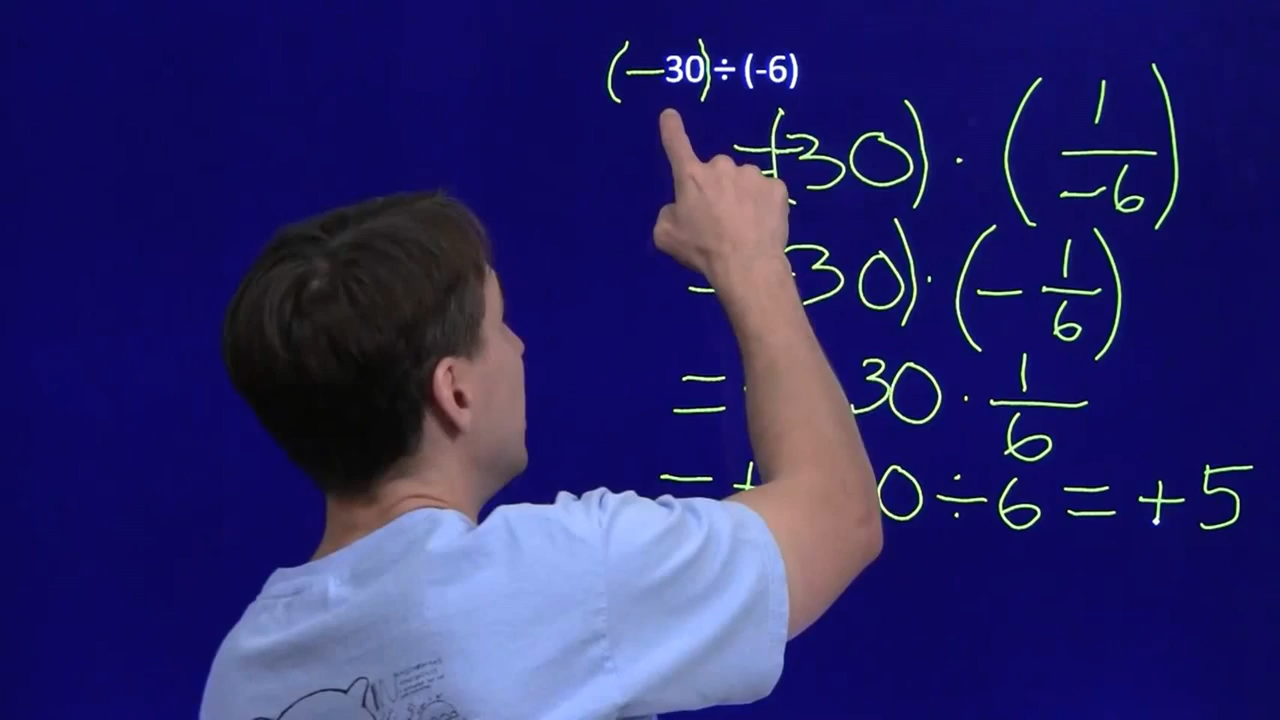 (-30) ÷ (-6)
(30) · (1/-6)
30) · (-1/6)
= 30 · 1/6
= + 0 ÷ 6 = +5